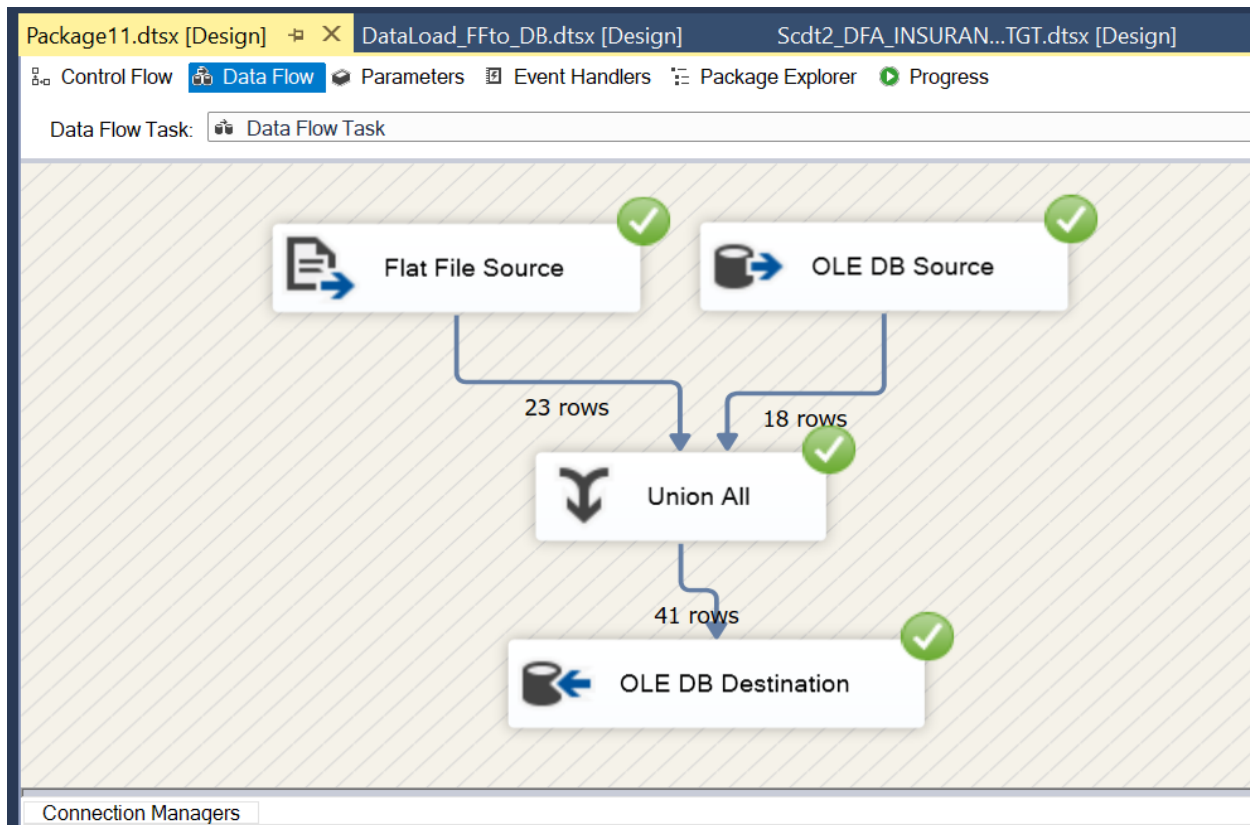 Package11.dtsx [Design] DataLoad_FFto_DB.dtsx [Design] Scdt2_DFA_INSURAN...TGT.dtsx [Design]
Control Flow Data Flow Parameters Event Handlers Package Explorer Progress
Data Flow Task: Data Flow Task
Flat File Source OLE DB Source
23 rows 18 rows
Union All
41 rows
OLE DB Destination
Connection Managers